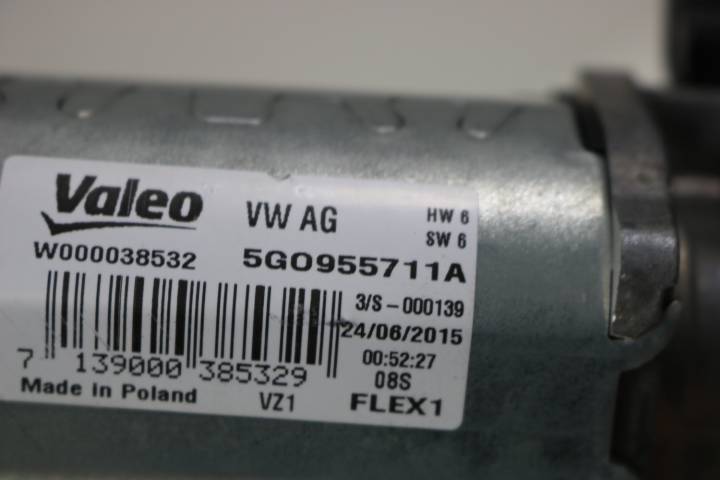 Valeo VW AG HW 6
SW 6
W000038532 5G0955711A
3/S-000139
24/06/2015
00:52:27
7 139000 385329 08S
Made in Poland VZ1 FLEX1